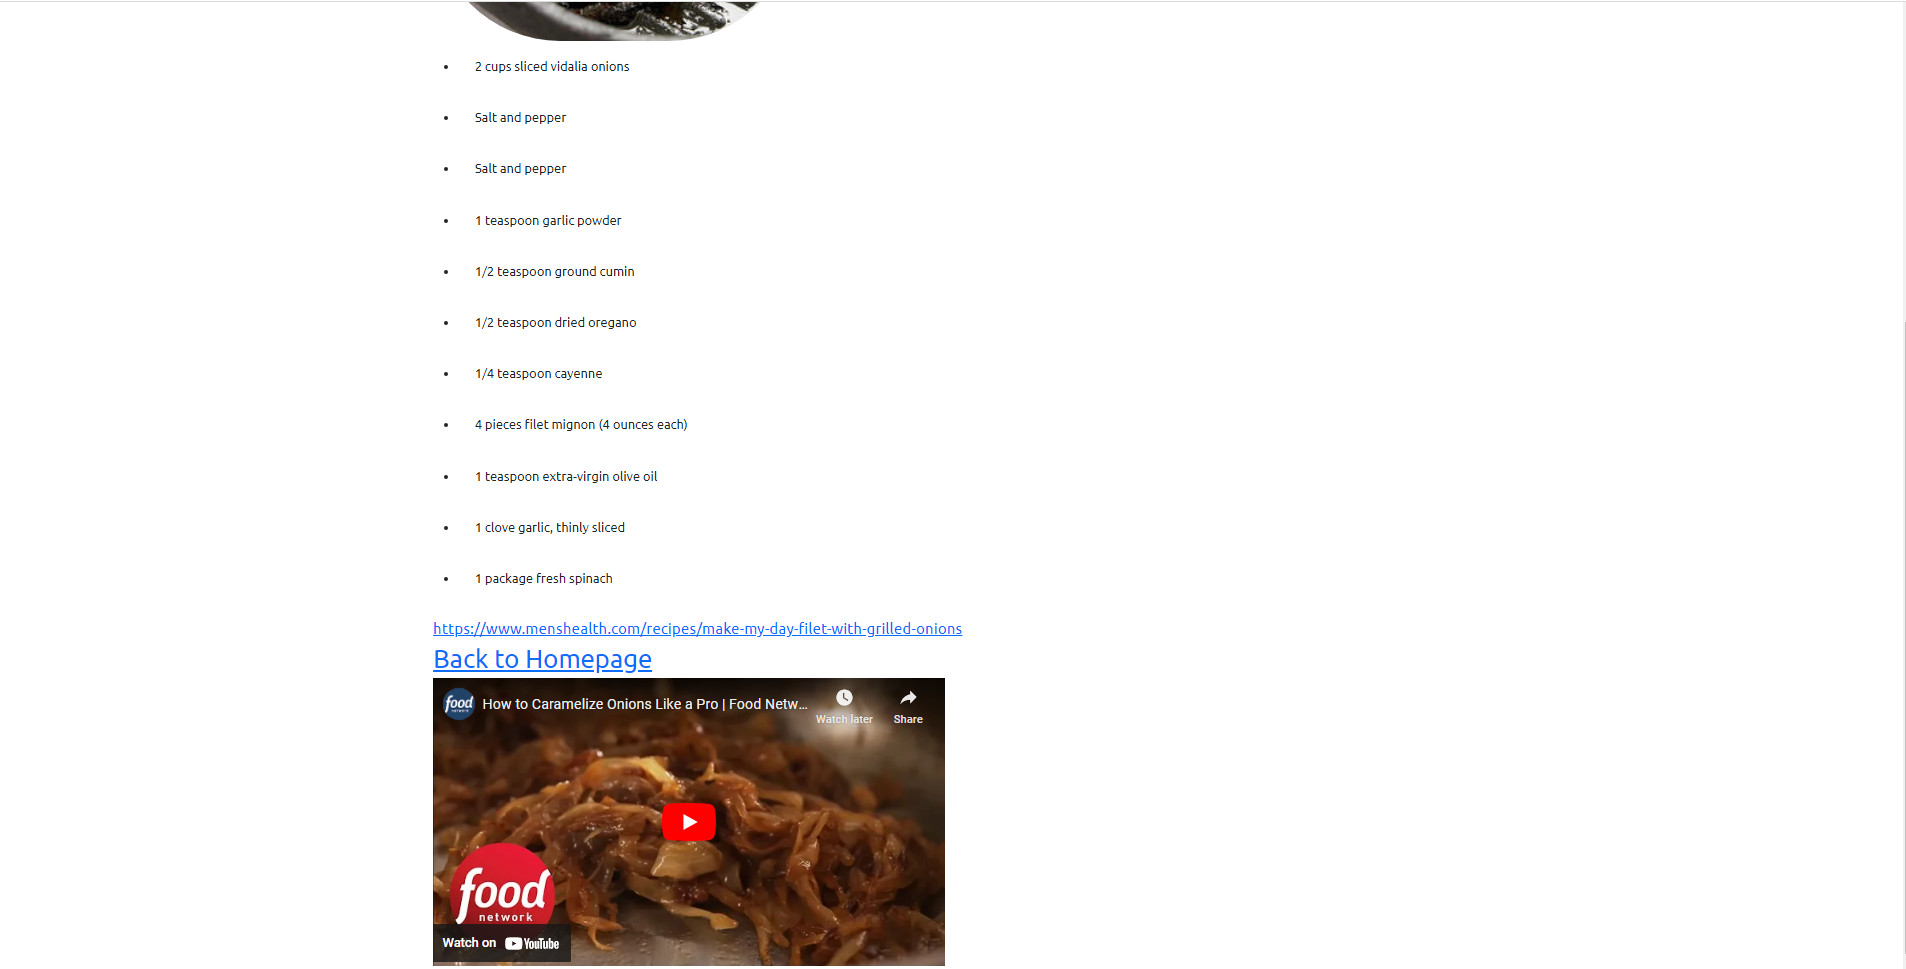 2 cups sliced vidalia onions
Salt and pepper
Salt and pepper
1 teaspoon garlic powder
1/2 teaspoon ground cumin
1/2 teaspoon dried oregano
1/4 teaspoon cayenne
4 pieces filet mignon (4 ounces each)
1 teaspoon extra-virgin olive oil
1 clove garlic, thinly sliced
1 package fresh spinach
https://www.menshealth.com/recipes/make-my-day-filet-with-grilled-onions
Back to Homepage
food network How to Caramelize Onions Like a Pro | Food Netw...
Watch later Share
food
network
Watch on YouTube